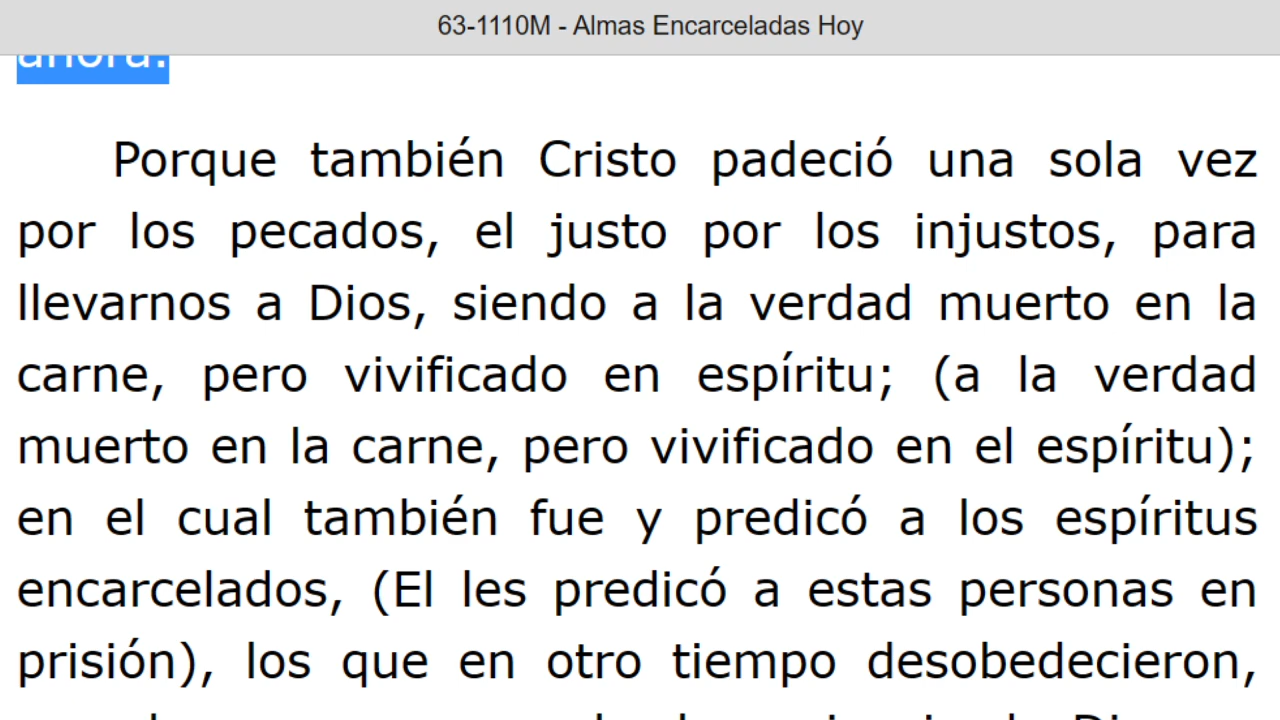 63-1110M - Almas Encarceladas Hoy
ahora.
Porque también Cristo padeció una sola vez
por los pecados, el justo por los injustos, para
llevarnos a Dios, siendo a la verdad muerto en la
carne, pero vivificado en espíritu; (a la verdad
muerto en la carne, pero vivificado en el espíritu);
en el cual también fue y predicó a los espíritus
encarcelados, (El les predicó a estas personas en
prisión), los que en otro tiempo desobedecieron,